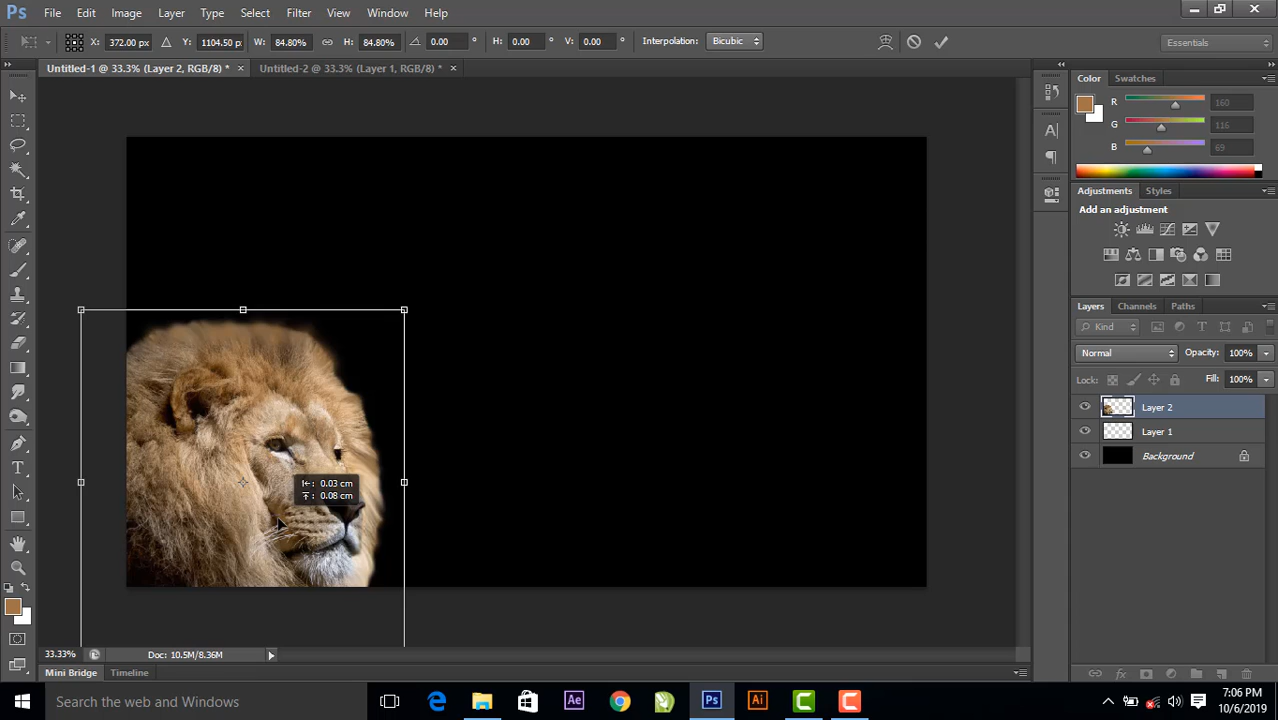 Ps File Edit Image Layer Type Select Filter View Window Help
X: 372.00 px Y: 1104.50 px W: 84.80% H: 84.80% 0.00 ° H: 0.00 ° V: 0.00 ° Interpolation: Bicubic Essentials
Untitled-1 @ 33.3% (Layer 2, RGB/8) * × Untitled-2 @ 33.3% (Layer 1, RGB/8) * ×
Color Swatches
R 160
G 116
B 69
Adjustments Styles
Add an adjustment
Layers Channels Paths
Kind
Normal Opacity: 100%
Lock: Fill: 100%
Layer 2
Layer 1
Background
0.03 cm
0.08 cm
33.33% Doc: 10.5M/8.36M
Mini Bridge Timeline
Search the web and Windows
Ae Ps Ai C C
7:06 PM
10/6/2019